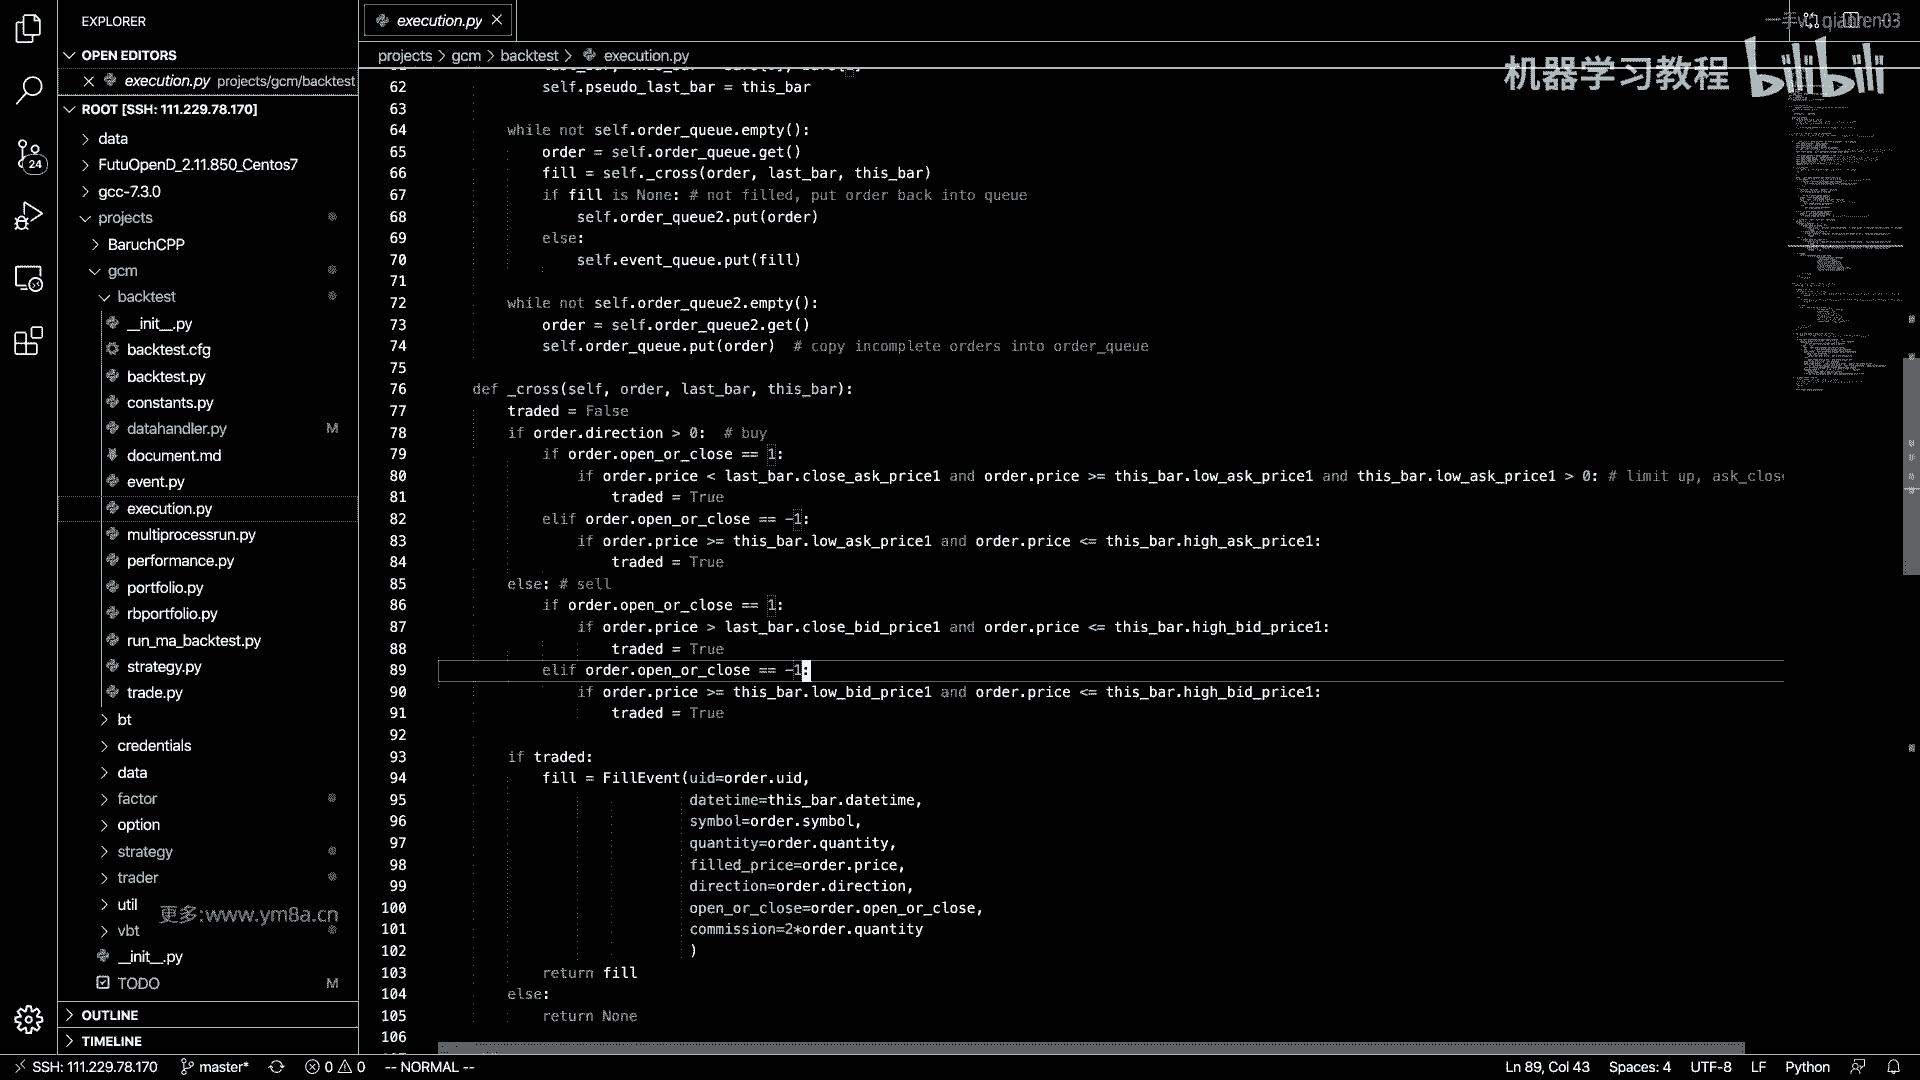 EXPLORER
OPEN EDITORS
execution.py projects/gcm/backtest
ROOT [SSH: 111.229.78.170]
data
FutuOpenD_2.11.850_Centos7
gcc-7.3.0
projects
BaruchCPP
gcm
backtest
__init__.py
backtest.cfg
backtest.py
constants.py
datahandler.py M
document.md
event.py
execution.py
multiprocessrun.py
performance.py
portfolio.py
rbportfolio.py
run_ma_backtest.py
strategy.py
trade.py
bt
credentials
data
factor
option
strategy
trader
util
更多:www.ym8a.cn
vbt
__init__.py
TODO M
OUTLINE
TIMELINE
24
execution.py
projects > gcm > backtest > execution.py
qianren03
机器学习教程 bilibili
62 self.pseudo_last_bar = this_bar
63
64 while not self.order_queue.empty():
65 order = self.order_queue.get()
66 fill = self._cross(order, last_bar, this_bar)
67 if fill is None: # not filled, put order back into queue
68 self.order_queue2.put(order)
69 else:
70 self.event_queue.put(fill)
71
72 while not self.order_queue2.empty():
73 order = self.order_queue2.get()
74 self.order_queue.put(order)  # copy incomplete orders into order_queue
75
76 def _cross(self, order, last_bar, this_bar):
77 traded = False
78 if order.direction > 0:  # buy
79 if order.open_or_close == 1:
80 if order.price < last_bar.close_ask_price1 and order.price >= this_bar.low_ask_price1 and this_bar.low_ask_price1 > 0: # limit up, ask_clos
81 traded = True
82 elif order.open_or_close == -1:
83 if order.price >= this_bar.low_ask_price1 and order.price <= this_bar.high_ask_price1:
84 traded = True
85 else: # sell
86 if order.open_or_close == 1:
87 if order.price > last_bar.close_bid_price1 and order.price <= this_bar.high_bid_price1:
88 traded = True
89 elif order.open_or_close == -1:
90 if order.price >= this_bar.low_bid_price1 and order.price <= this_bar.high_bid_price1:
91 traded = True
92
93 if traded:
94 fill = FillEvent(uid=order.uid,
95 datetime=this_bar.datetime,
96 symbol=order.symbol,
97 quantity=order.quantity,
98 filled_price=order.price,
99 direction=order.direction,
100 open_or_close=order.open_or_close,
101 commission=2*order.quantity
102 )
103 return fill
104 else:
105 return None
106
SSH: 111.229.78.170 master* 0 0 -- NORMAL -- Ln 89, Col 43 Spaces: 4 UTF-8 LF Python